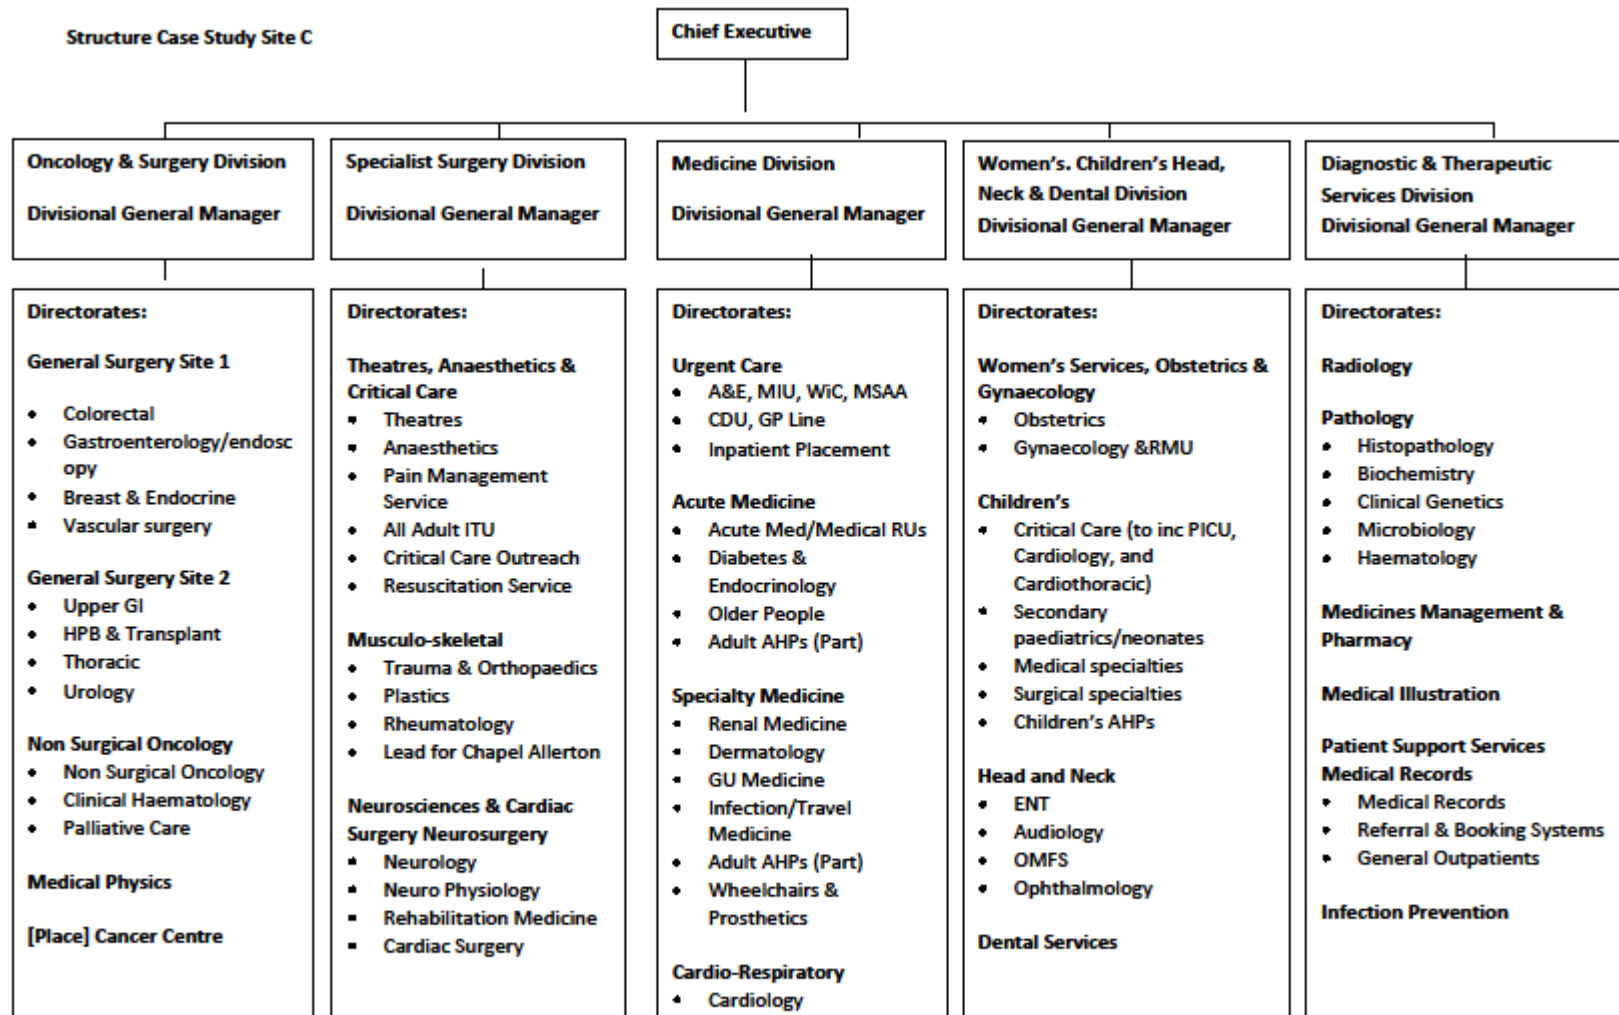 Structure Case Study Site C
Chief Executive
Oncology & Surgery Division
Divisional General Manager
Specialist Surgery Division
Divisional General Manager
Medicine Division
Divisional General Manager
Women's. Children's Head,
Neck & Dental Division
Divisional General Manager
Diagnostic & Therapeutic
Services Division
Divisional General Manager
Directorates:
General Surgery Site 1
• Colorectal
• Gastroenterology/endosc
opy
• Breast & Endocrine
• Vascular surgery
General Surgery Site 2
• Upper GI
• HPB & Transplant
• Thoracic
• Urology
Non Surgical Oncology
• Non Surgical Oncology
• Clinical Haematology
• Palliative Care
Medical Physics
[Place] Cancer Centre
Directorates:
Theatres, Anaesthetics &
Critical Care
• Theatres
• Anaesthetics
• Pain Management
Service
• All Adult ITU
• Critical Care Outreach
• Resuscitation Service
Musculo-skeletal
• Trauma & Orthopaedics
• Plastics
• Rheumatology
• Lead for Chapel Allerton
Neurosciences & Cardiac
Surgery Neurosurgery
• Neurology
• Neuro Physiology
• Rehabilitation Medicine
• Cardiac Surgery
Directorates:
Urgent Care
• A&E, MIU, WiC, MSAA
• CDU, GP Line
• Inpatient Placement
Acute Medicine
• Acute Med/Medical RUs
• Diabetes &
Endocrinology
• Older People
• Adult AHPs (Part)
Specialty Medicine
• Renal Medicine
• Dermatology
• GU Medicine
• Infection/Travel
Medicine
• Adult AHPs (Part)
• Wheelchairs &
Prosthetics
Cardio-Respiratory
• Cardiology
Directorates:
Women's Services, Obstetrics &
Gynaecology
• Obstetrics
• Gynaecology &RMU
Children's
• Critical Care (to inc PICU,
Cardiology, and
Cardiothoracic)
• Secondary
paediatrics/neonates
• Medical specialties
• Surgical specialties
• Children's AHPs
Head and Neck
• ENT
• Audiology
• OMFS
• Ophthalmology
Dental Services
Directorates:
Radiology
Pathology
• Histopathology
• Biochemistry
• Clinical Genetics
• Microbiology
• Haematology
Medicines Management &
Pharmacy
Medical Illustration
Patient Support Services
Medical Records
• Medical Records
• Referral & Booking Systems
• General Outpatients
Infection Prevention